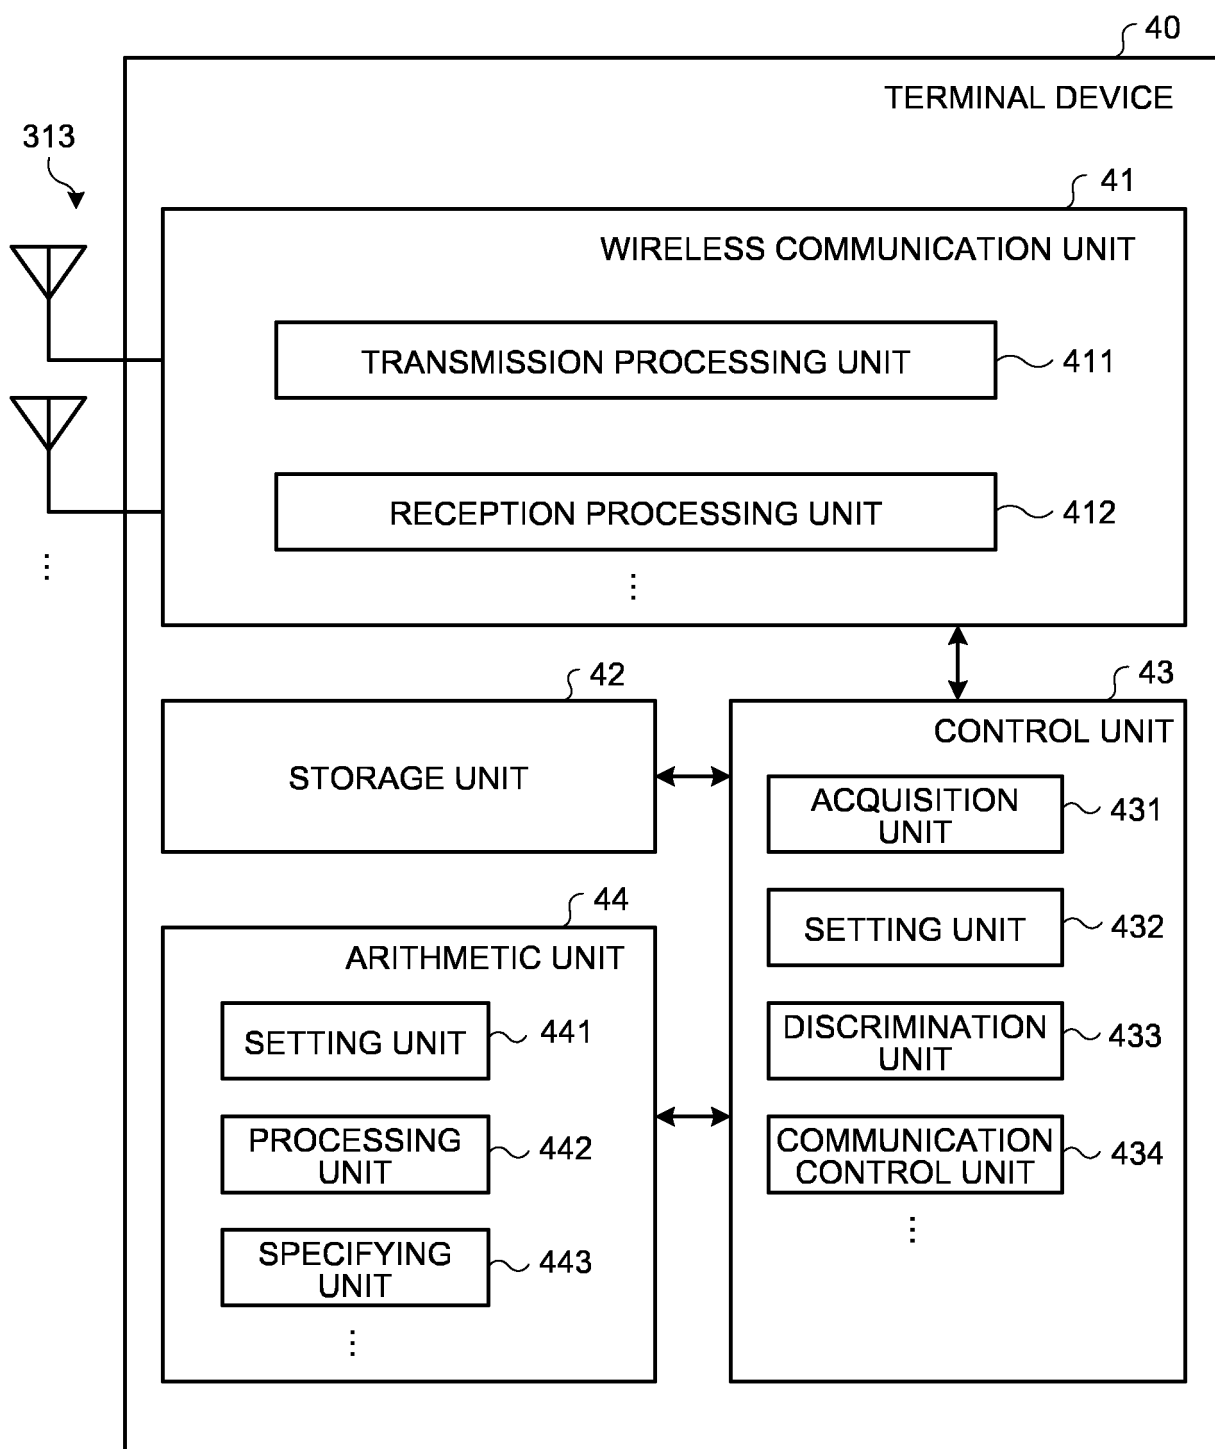 40
TERMINAL DEVICE
313
41
WIRELESS COMMUNICATION UNIT
TRANSMISSION PROCESSING UNIT
411
RECEPTION PROCESSING UNIT
412
42
STORAGE UNIT
43
CONTROL UNIT
ACQUISITION
UNIT
431
SETTING UNIT
432
DISCRIMINATION
UNIT
433
COMMUNICATION
CONTROL UNIT
434
44
ARITHMETIC UNIT
SETTING UNIT
441
PROCESSING
UNIT
442
SPECIFYING
UNIT
443